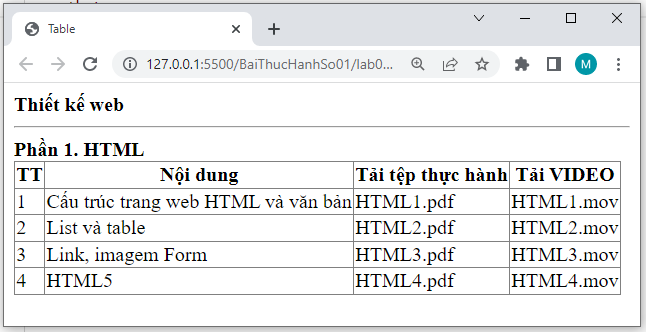 Table
127.0.0.1:5500/BaiThucHanhSo01/lab0...
M
Thiết kế web
Phần 1. HTML
TT Nội dung Tải tệp thực hành Tải VIDEO
1 Cấu trúc trang web HTML và văn bản HTML1.pdf HTML1.mov
2 List và table HTML2.pdf HTML2.mov
3 Link, imagem Form HTML3.pdf HTML3.mov
4 HTML5 HTML4.pdf HTML4.mov